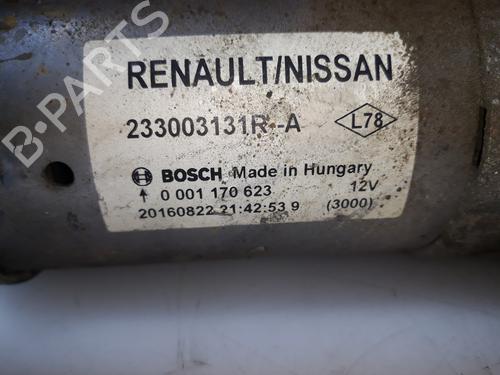 B-PARTS
RENAULT/NISSAN
233003131R--A L78
BOSCH Made in Hungary
0 001 170 623 12V
20160822 21:42:53 9 (3000)